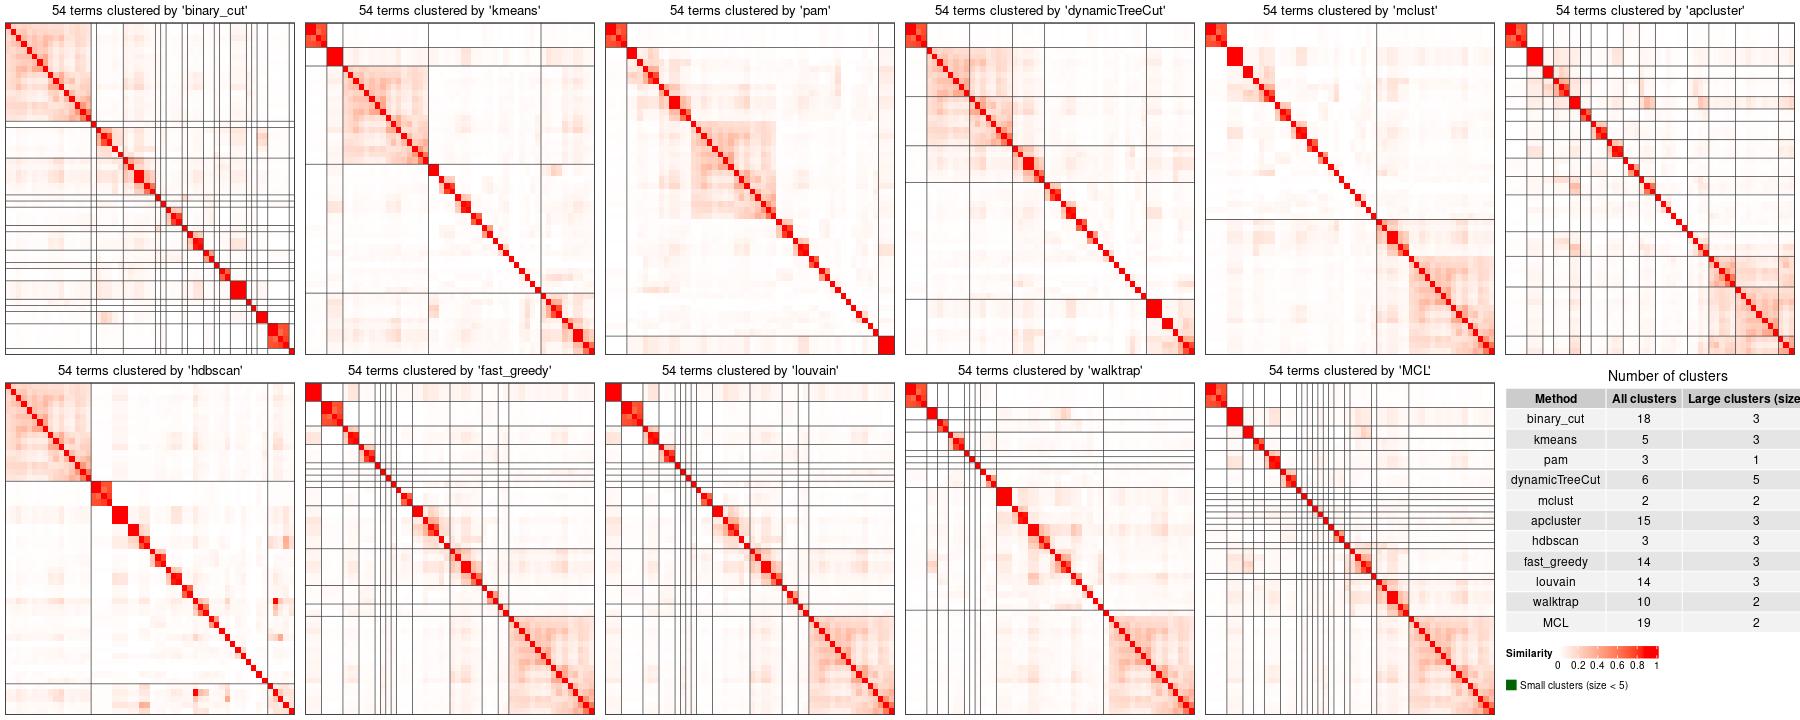 54 terms clustered by 'binary_cut'
54 terms clustered by 'kmeans'
54 terms clustered by 'pam'
54 terms clustered by 'dynamicTreeCut'
54 terms clustered by 'mclust'
54 terms clustered by 'apcluster'
54 terms clustered by 'hdbscan'
54 terms clustered by 'fast_greedy'
54 terms clustered by 'louvain'
54 terms clustered by 'walktrap'
54 terms clustered by 'MCL'
Number of clusters
Method All clusters Large clusters (size
binary_cut 18 3
kmeans 5 3
pam 3 1
dynamicTreeCut 6 5
mclust 2 2
apcluster 15 3
hdbscan 3 3
fast_greedy 14 3
louvain 14 3
walktrap 10 2
MCL 19 2
Similarity
0 0.2 0.4 0.6 0.8 1
Small clusters (size < 5)